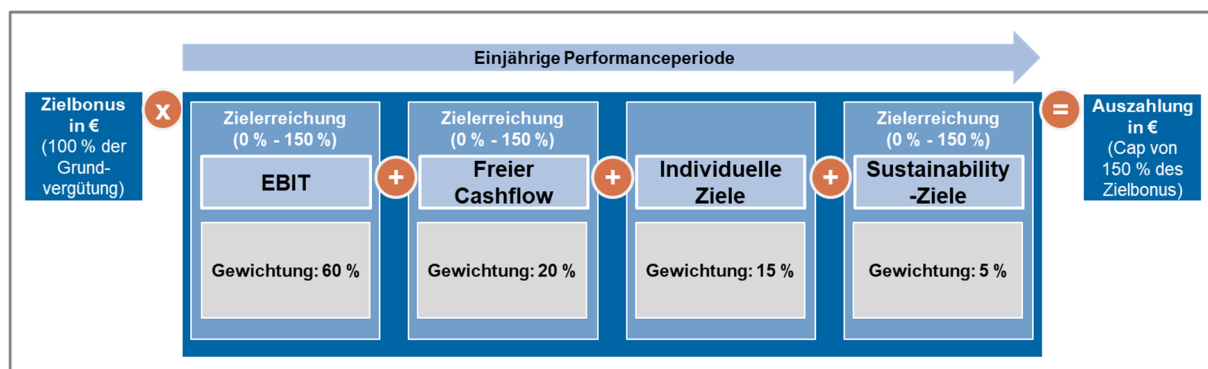 Einjährige Performanceperiode
Zielbonus
in €
(100 % der
Grund-
vergütung)
x
Zielerreichung
(0 % - 150 %)
EBIT
Gewichtung: 60 %
+
Zielerreichung
(0 % - 150 %)
Freier
Cashflow
Gewichtung: 20 %
+
Individuelle
Ziele
Gewichtung: 15 %
+
Zielerreichung
(0 % - 150 %)
Sustainability
-Ziele
Gewichtung: 5 %
=
Auszahlung
in €
(Cap von
150 % des
Zielbonus)